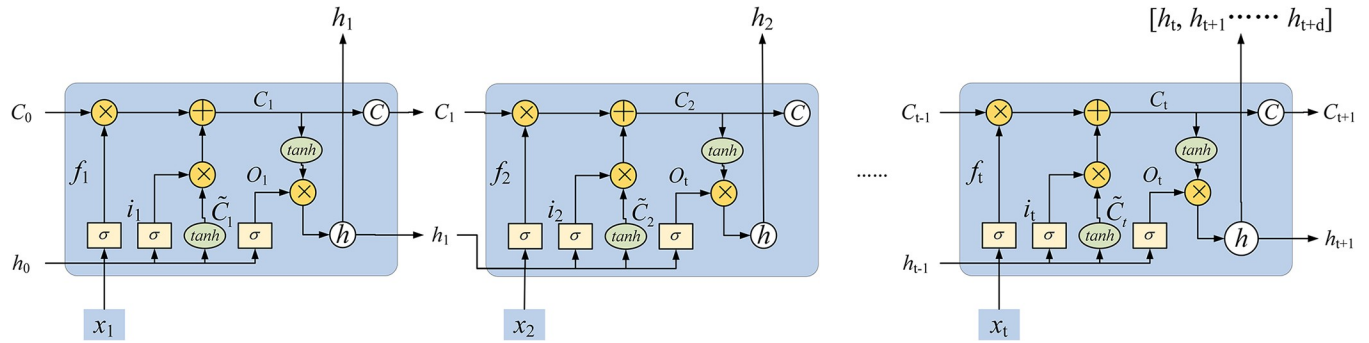 h₁
C₀ × + C₁ C
tanh
f₁ × O₁ ×
i₁ C̃₁
σ σ tanh σ h
h₀
x₁
h₂
C₁ × + C₂ C
tanh
f₂ × Oₜ ×
i₂ C̃₂
h₁ σ σ tanh σ h
x₂
......
[hₜ, hₜ₊₁ ...... hₜ₊d]
Cₜ₋₁ × + Cₜ C Cₜ₊₁
tanh
fₜ × Oₜ ×
iₜ C̃ₜ
σ σ tanh σ h hₜ₊₁
hₜ₋₁
xₜ